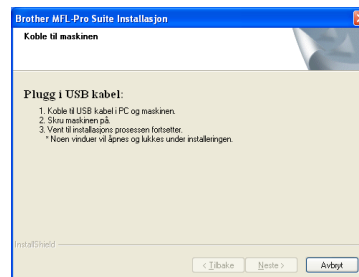 Brother MFL-Pro Suite Installasjon
Koble til maskinen
Plugg i USB kabel:
1. Koble til USB kabel i PC og maskinen.
2. Skru maskinen på.
3. Vent til installasjons prosessen fortsetter.
* Noen vinduer vil åpnes og lukkes under installeringen.
InstallShield
< Tilbake Neste > Avbryt